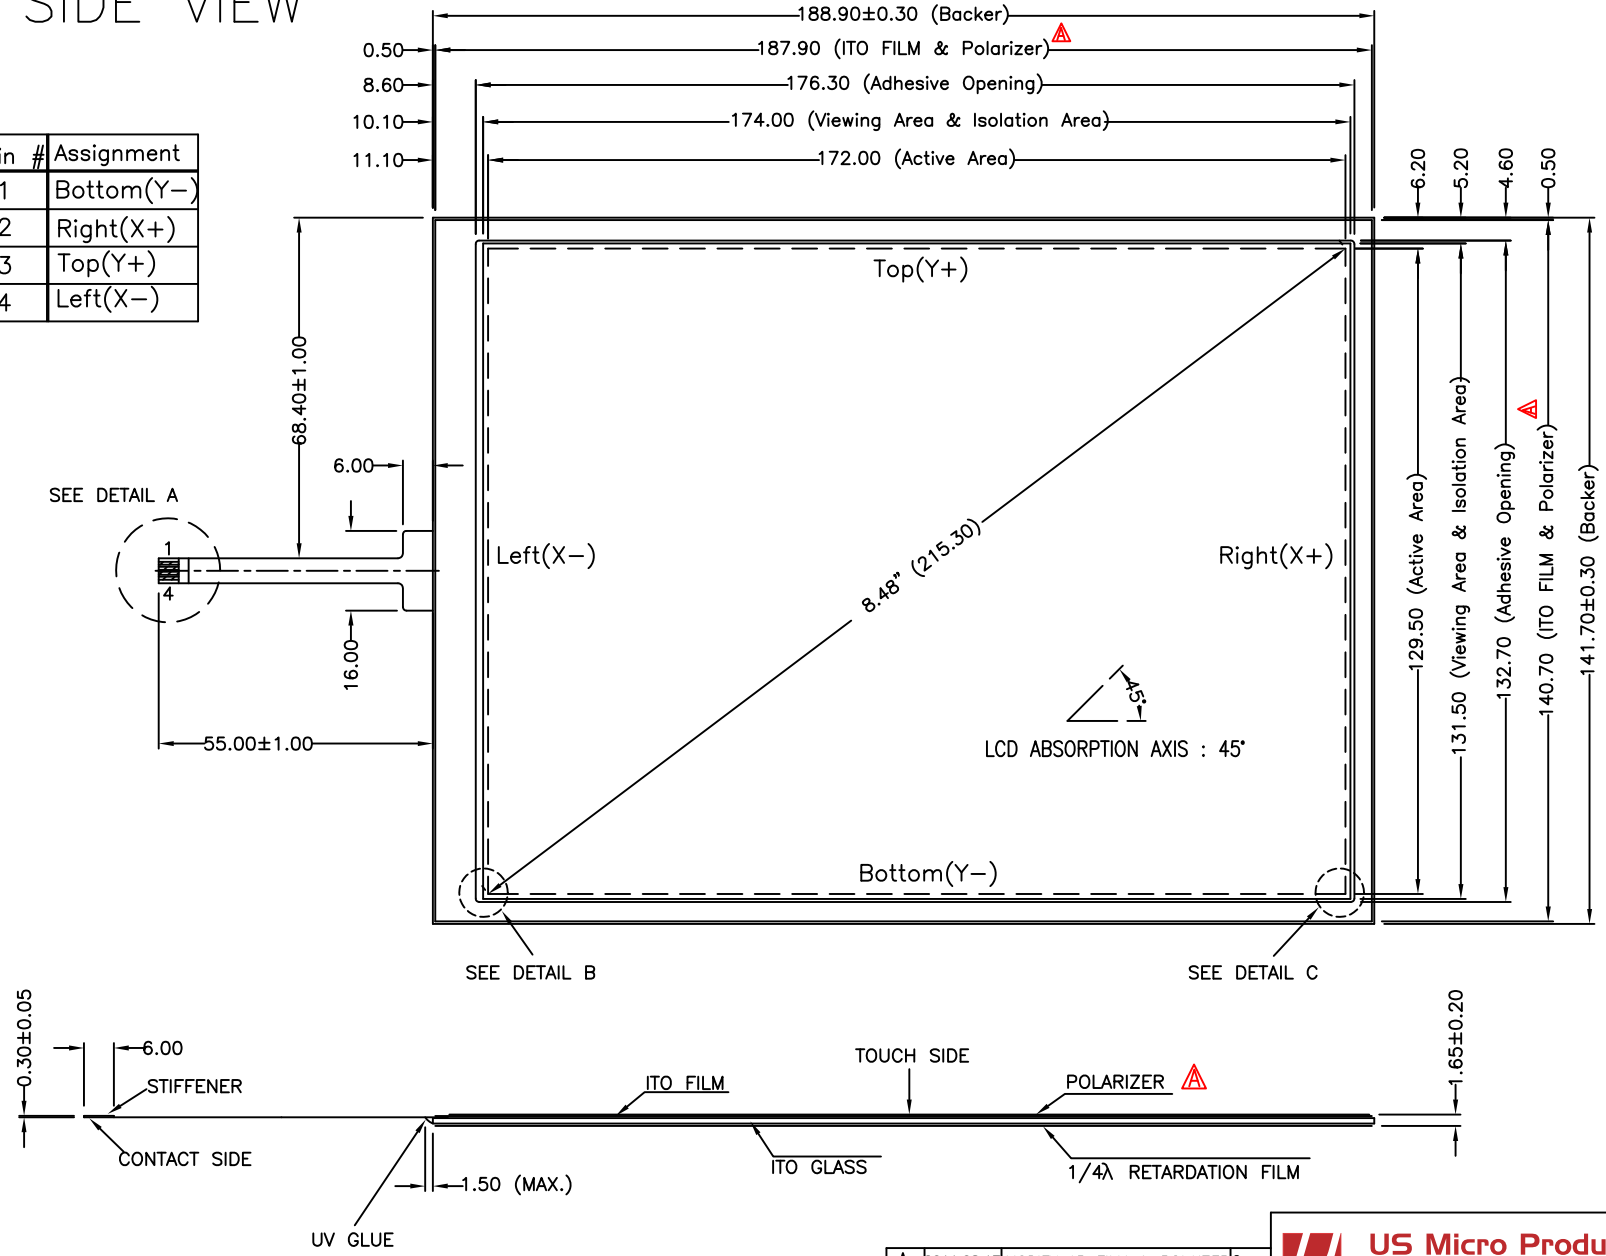 SIDE VIEW
188.90±0.30 (Backer)
0.50
187.90 (ITO FILM & Polarizer)
A
8.60
176.30 (Adhesive Opening)
10.10
174.00 (Viewing Area & Isolation Area)
11.10
172.00 (Active Area)
6.20
5.20
4.60
0.50
in # Assignment
1 Bottom(Y−)
2 Right(X+)
3 Top(Y+)
4 Left(X−)
Top(Y+)
68.40±1.00
6.00
SEE DETAIL A
1
4
16.00
55.00±1.00
Left(X−)
Right(X+)
8.48” (215.30)
45°
LCD ABSORPTION AXIS : 45°
Bottom(Y−)
129.50 (Active Area)
131.50 (Viewing Area & Isolation Area)
132.70 (Adhesive Opening)
A
140.70 (ITO FILM & Polarizer)
141.70±0.30 (Backer)
SEE DETAIL B
SEE DETAIL C
0.30±0.05
6.00
STIFFENER
CONTACT SIDE
ITO FILM
TOUCH SIDE
POLARIZER
A
1.65±0.20
ITO GLASS
1/4λ RETARDATION FILM
1.50 (MAX.)
UV GLUE
US Micro Produ